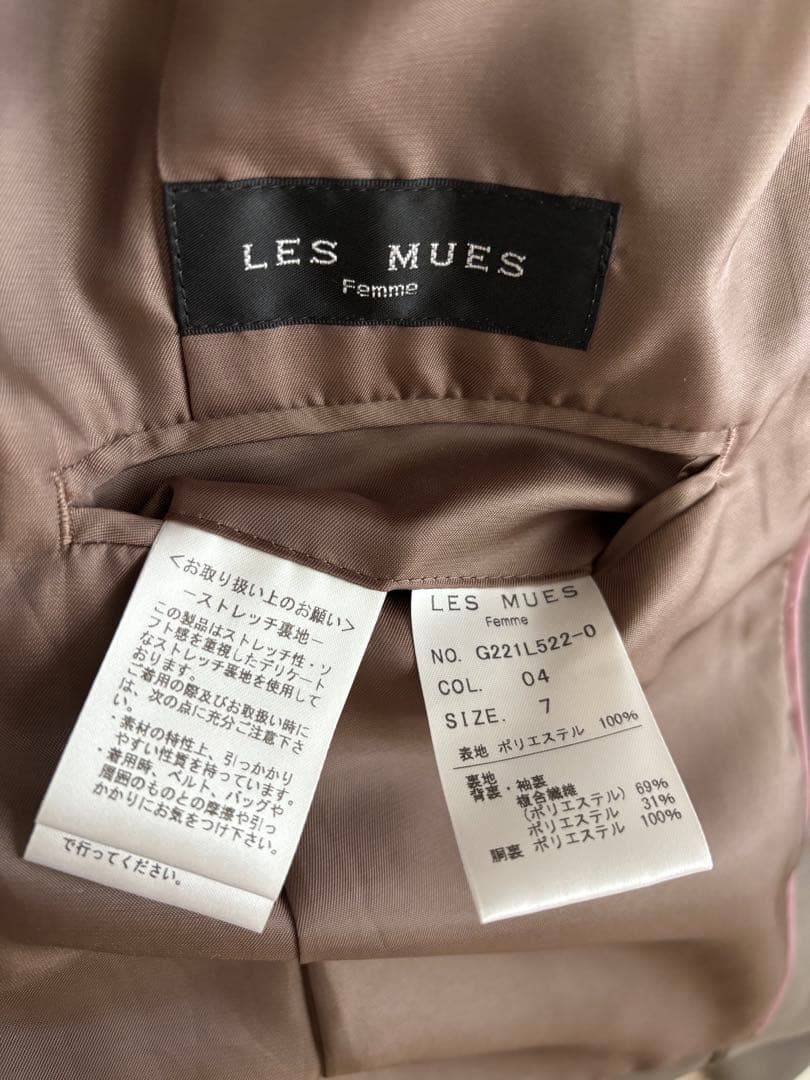 LES MUES
Femme
<お取り扱い上のお願い>
ーストレッチ裏地ー
この製品はストレッチ性・ソ
フト感を重視したデリケート
なストレッチ裏地を使用して
おります。
ご着用の際及びお取扱い時に
は、次の点に充分ご注意下さ
い。
・素材の特性上、引っかかり
やすい性質を持っています。
・着用時、ベルト、バッグや
周囲のものとの摩擦や引っ
かかりにお気をつけ下さい。
で行ってください。
LES MUES
Femme
NO. G221L522-0
COL. 04
SIZE. 7
表地 ポリエステル 100%
裏地
背裏・袖裏
複合繊維
(ポリエステル) 69%
ポリエステル 31%
胴裏 ポリエステル 100%